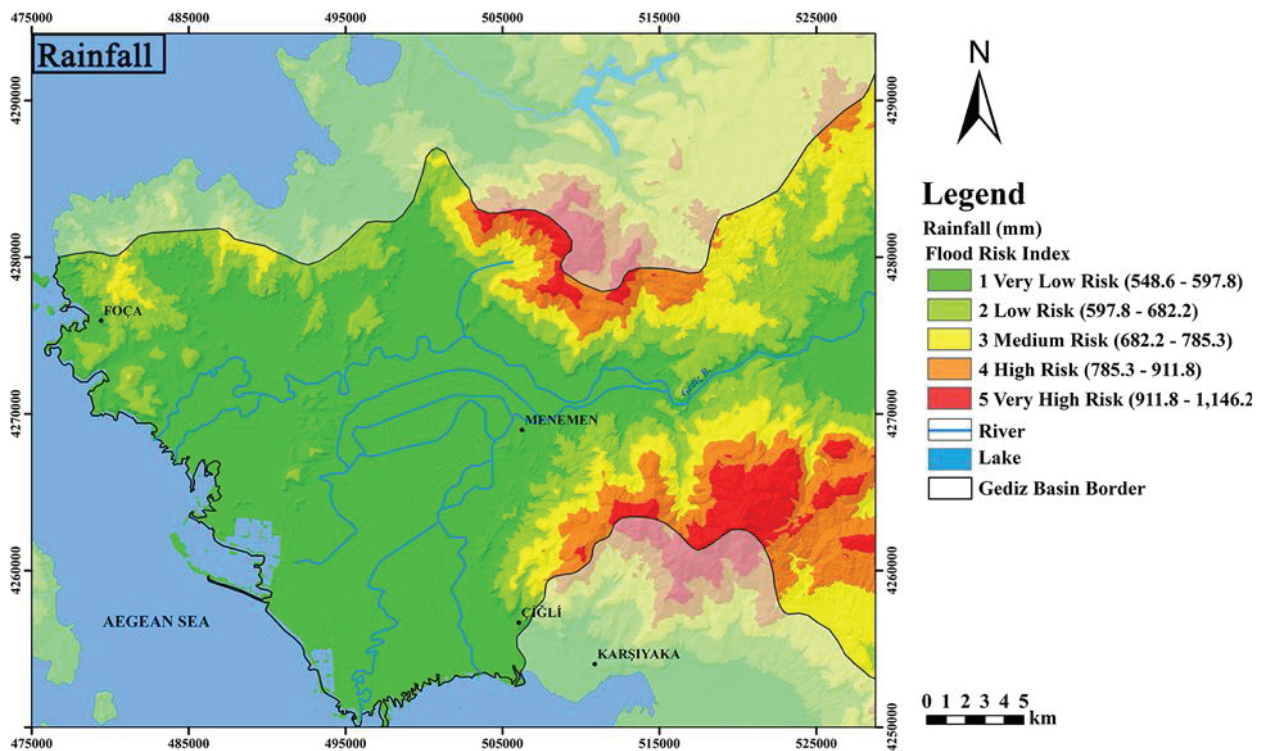 475000 485000 495000 505000 515000 525000
Rainfall
4290000 4290000
4280000 4280000
4270000 4270000
4260000 4260000
4250000 4250000
FOÇA
Gediz R.
MENEMEN
ÇİĞLİ
KARŞIYAKA
AEGEAN SEA
475000 485000 495000 505000 515000 525000
N
Legend
Rainfall (mm)
Flood Risk Index
1 Very Low Risk (548.6 - 597.8)
2 Low Risk (597.8 - 682.2)
3 Medium Risk (682.2 - 785.3)
4 High Risk (785.3 - 911.8)
5 Very High Risk (911.8 - 1,146.2
River
Lake
Gediz Basin Border
0 1 2 3 4 5
km